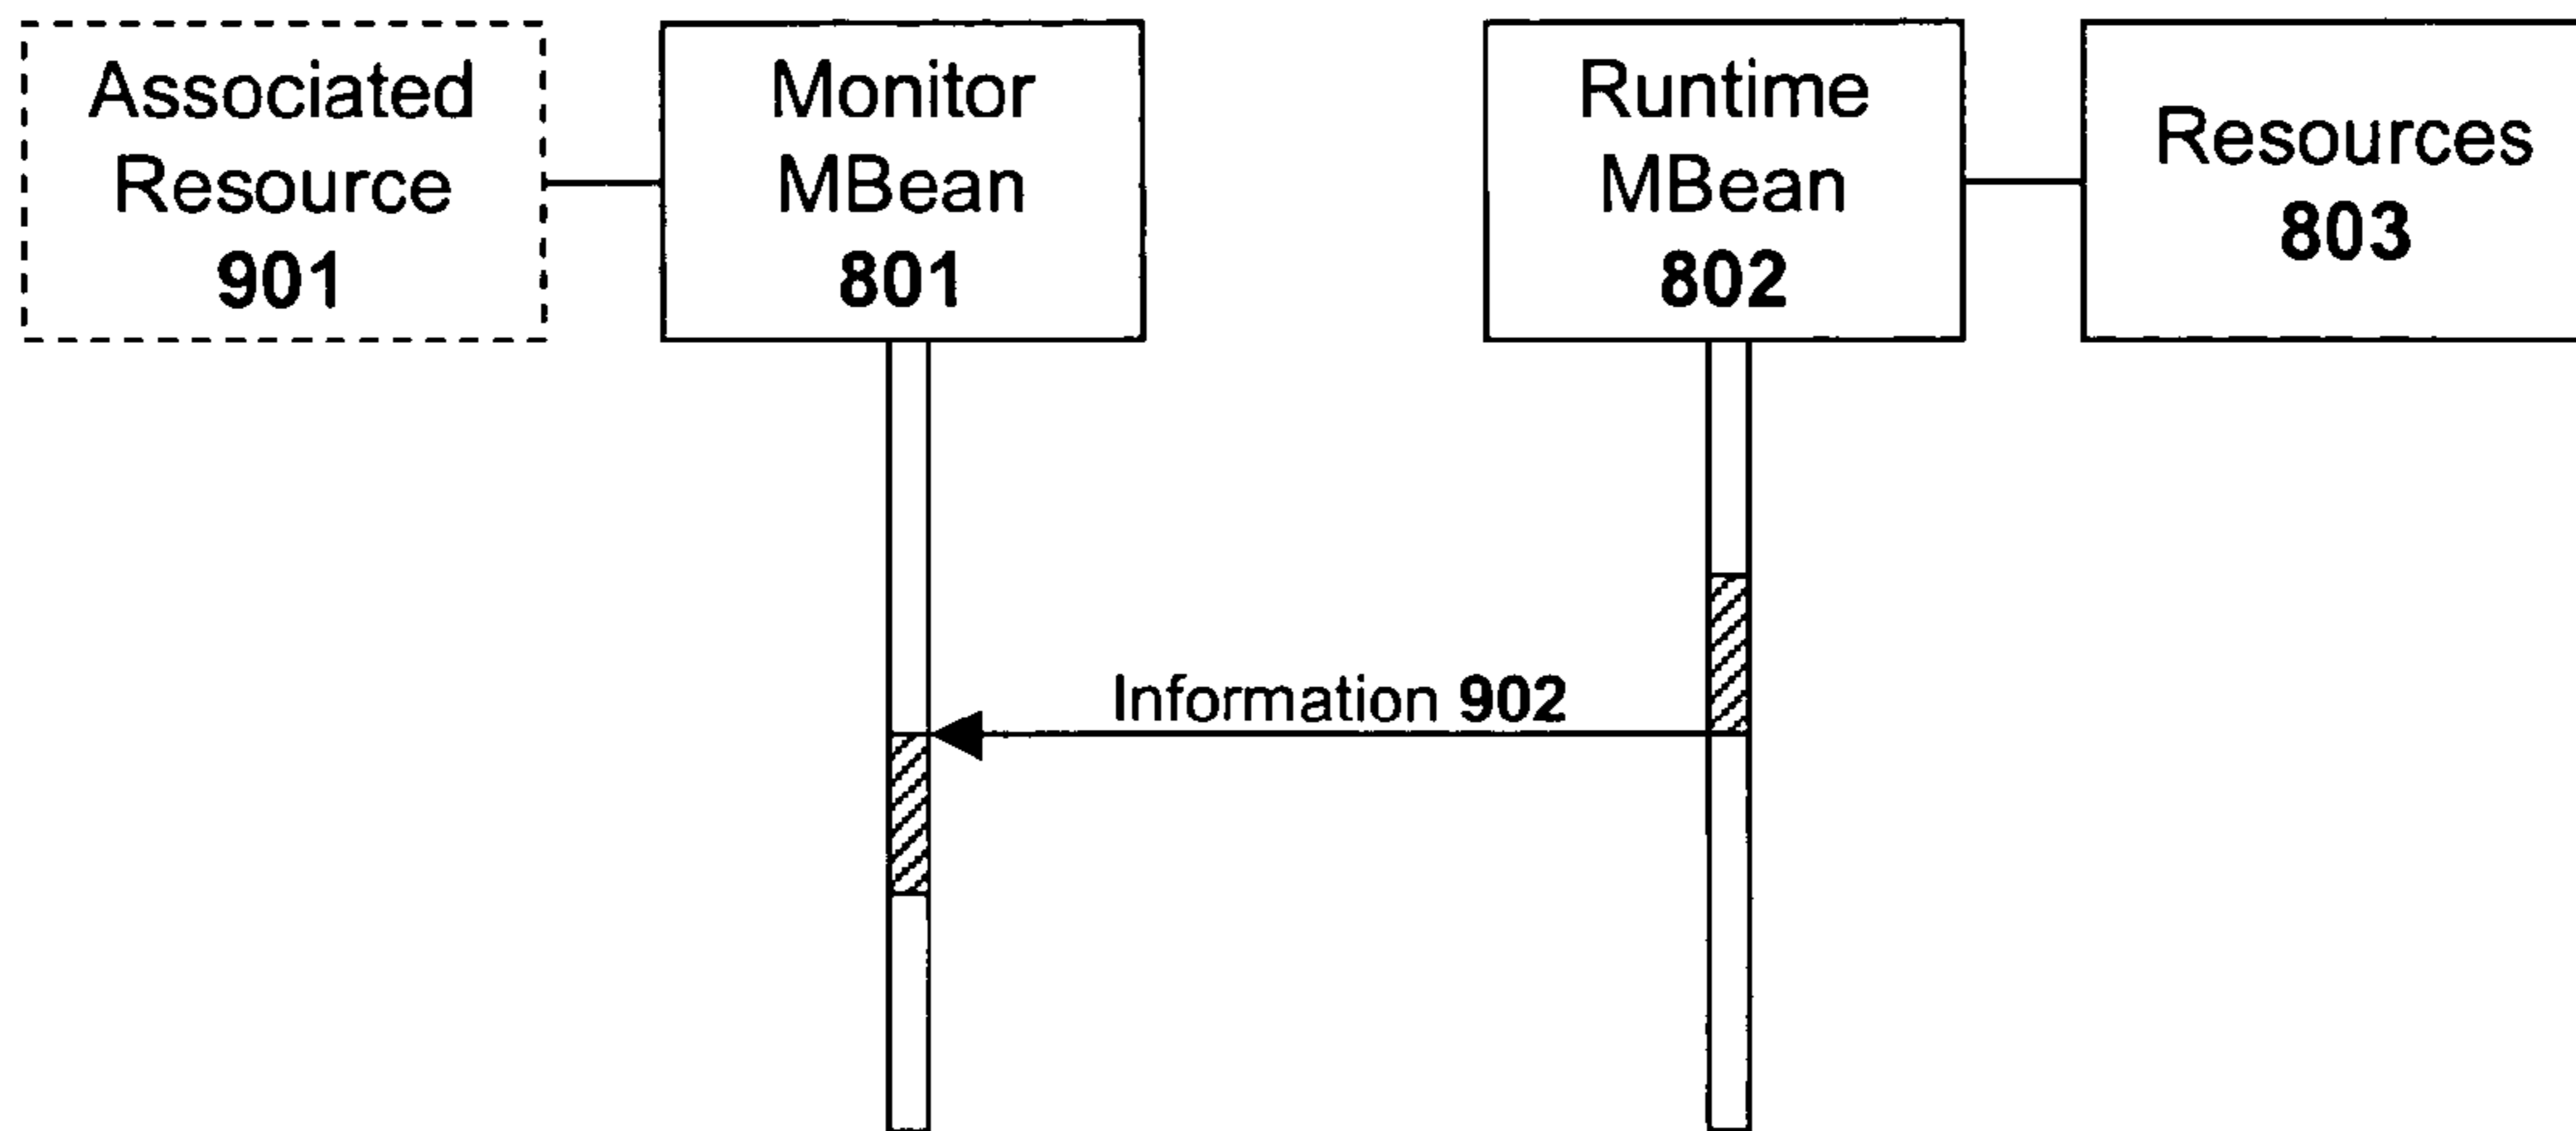 Associated
Resource
901
Monitor
MBean
801
Runtime
MBean
802
Resources
803
Information 902